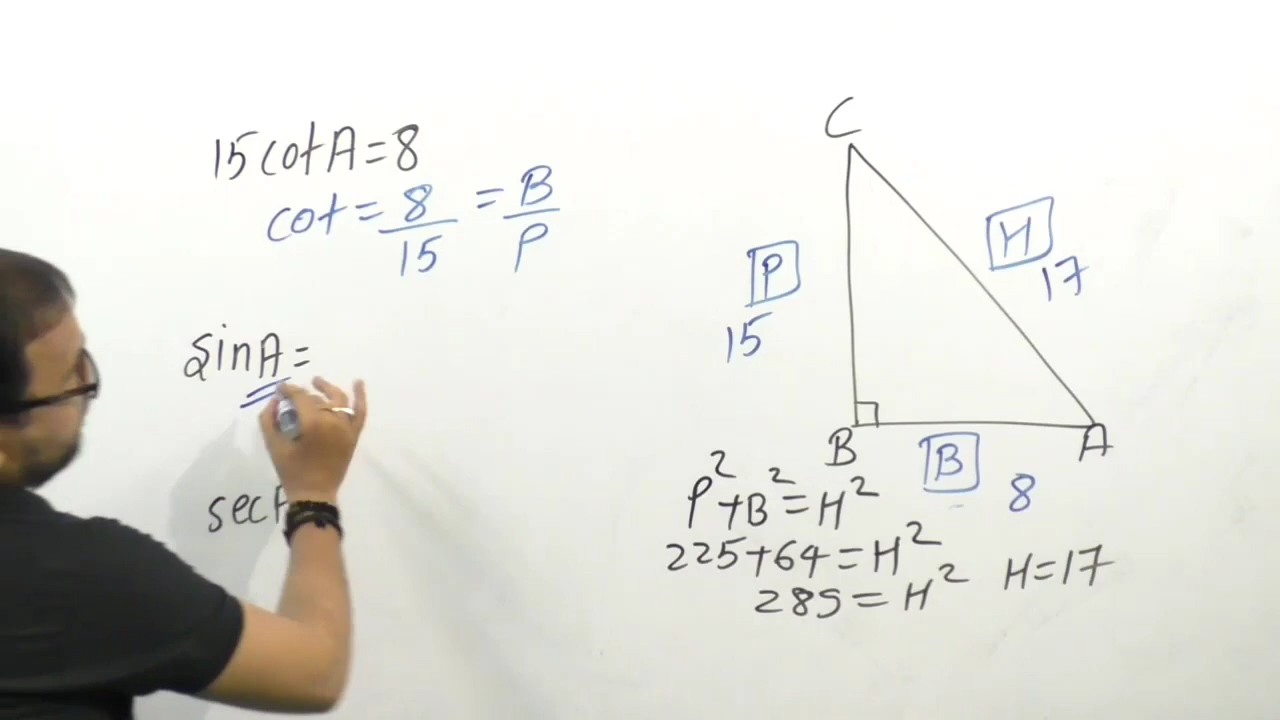 15 cot A = 8
cot = 8/15 = B/P
sin A =
sec
C
P
15
H
17
B
A
B
8
P² + B² = H²
225 + 64 = H²
289 = H²
H = 17